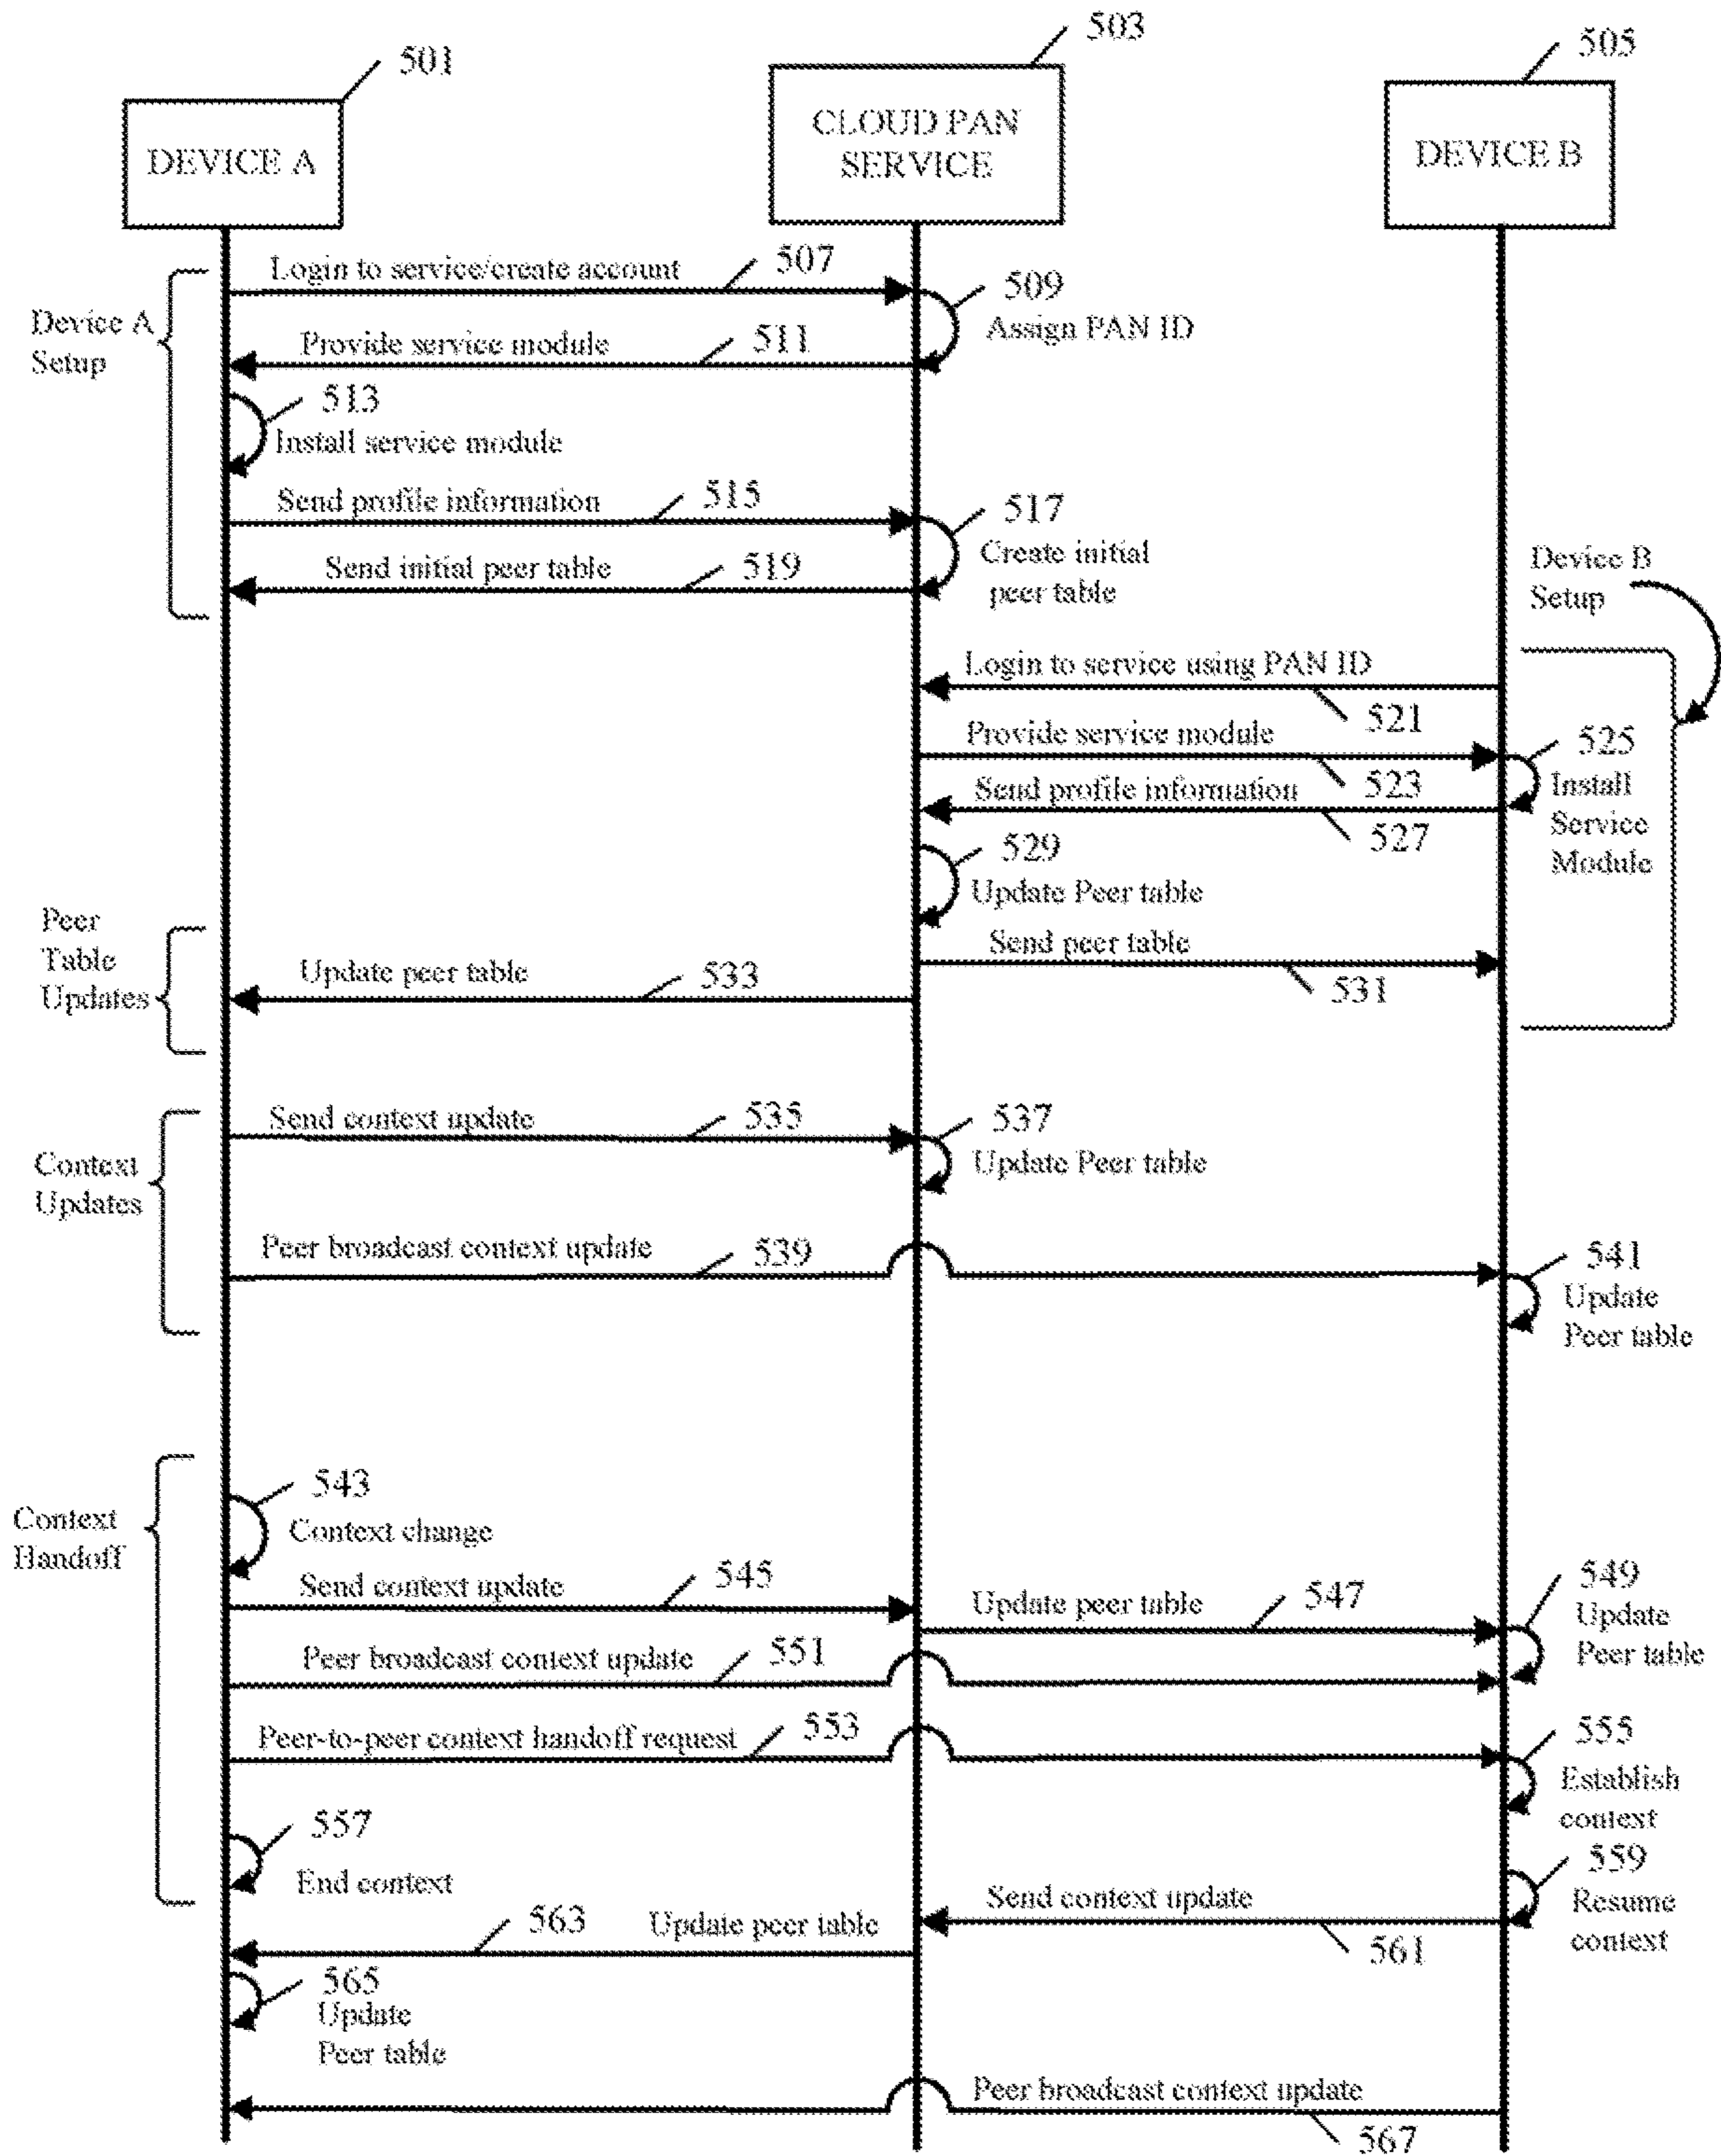 501
503
505
DEVICE A
CLOUD PAN
SERVICE
DEVICE B
Login to service/create account
507
509
Assign PAN ID
Device A
Setup
Provide service module
511
513
Install service module
Send profile information
515
517
Create initial
peer table
Send initial peer table
519
Device B
Setup
Login to service using PAN ID
521
Provide service module
523
525
Install
Service
Module
Send profile information
527
529
Update Peer table
Peer
Table
Updates
Send peer table
531
Update peer table
533
Send context update
535
537
Update Peer table
Context
Updates
Peer broadcast context update
539
541
Update
Peer table
Context
Handoff
543
Context change
Send context update
545
Update peer table
547
549
Update
Peer table
Peer broadcast context update
551
Peer-to-peer context handoff request
553
555
Establish
context
557
End context
559
Resume
context
Send context update
561
563
Update peer table
565
Update
Peer table
Peer broadcast context update
567